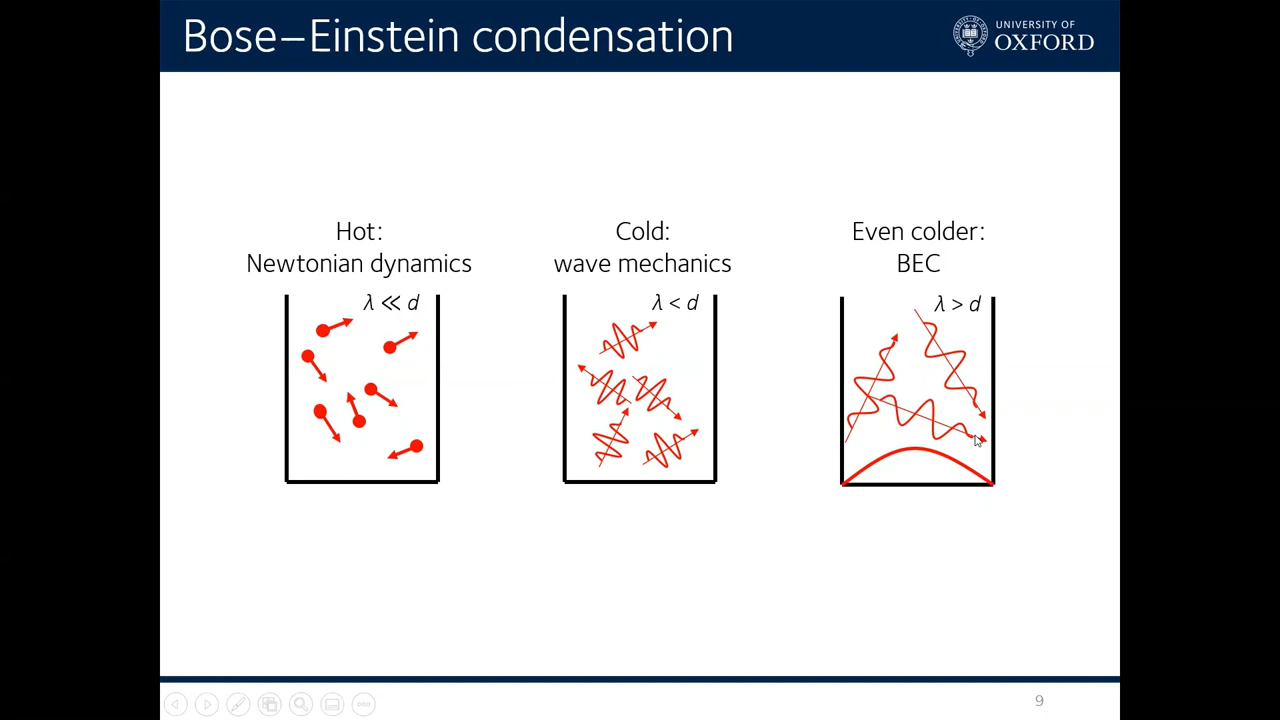 Bose–Einstein condensation
UNIVERSITY OF
OXFORD
Hot:
Newtonian dynamics
λ ≪ d
Cold:
wave mechanics
λ < d
Even colder:
BEC
λ > d
9